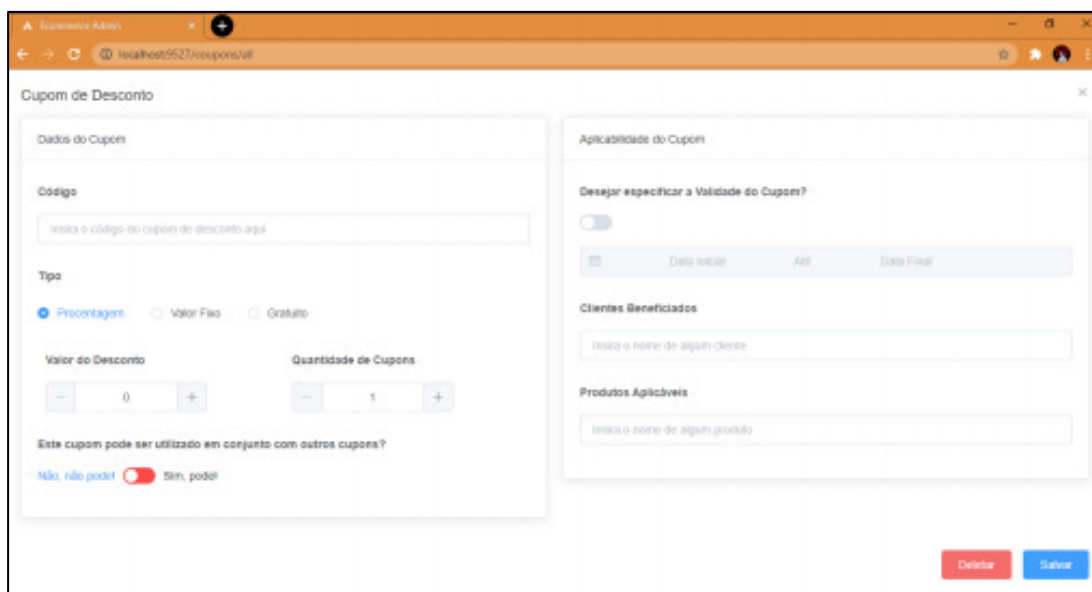 Ecommerce Admin
localhost:9527/coupons/all
Cupom de Desconto
Dados do Cupom
Código
Insira o código do cupom de desconto aqui
Tipo
Procentagem Valor Fixo Gratuito
Valor do Desconto Quantidade de Cupons
0 1
Este cupom pode ser utilizado em conjunto com outros cupons?
Não, não pode! Sim, pode!
Aplicabilidade do Cupom
Desejar especificar a Validade do Cupom?
Data Inicial Até Data Final
Clientes Beneficiados
Insira o nome de algum cliente
Produtos Aplicáveis
Insira o nome de algum produto
Deletar Salvar